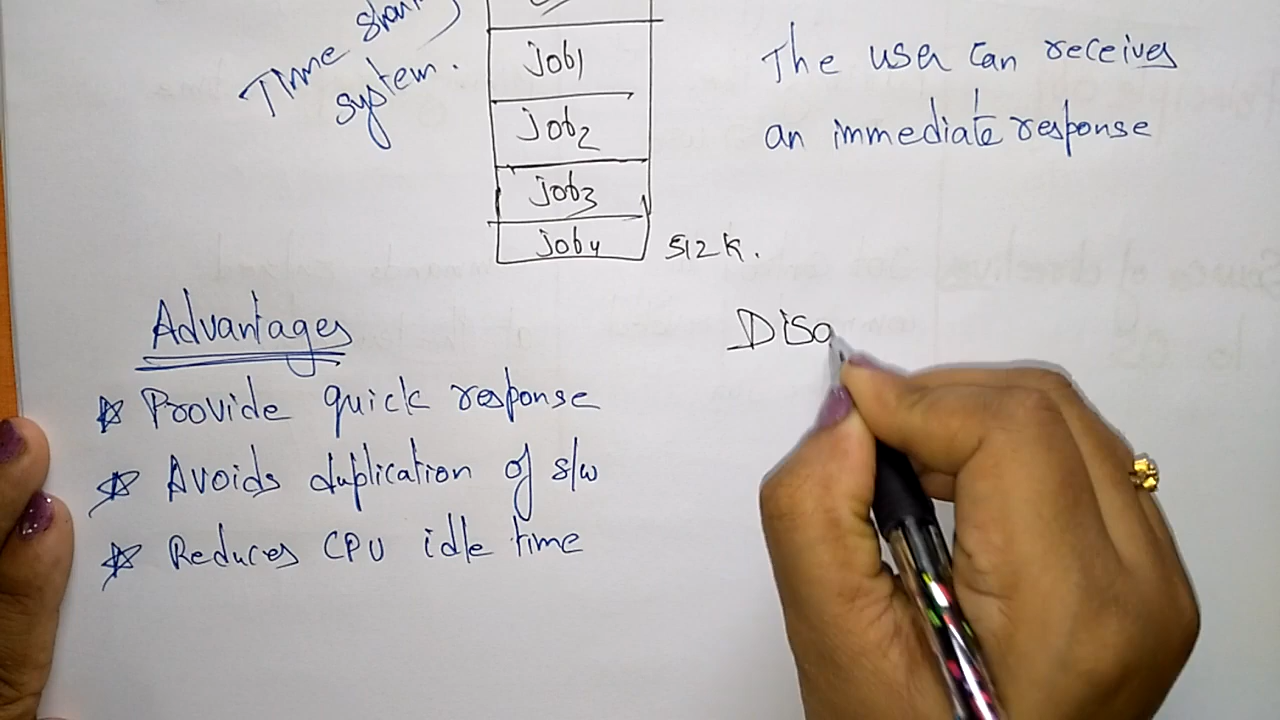 Time
system.
job1
job2
job3
job4
512K.
The user can receives
an immediate response
Advantages
Provide quick response
Avoids duplication of s/w
Reduces CPU idle time
Disa